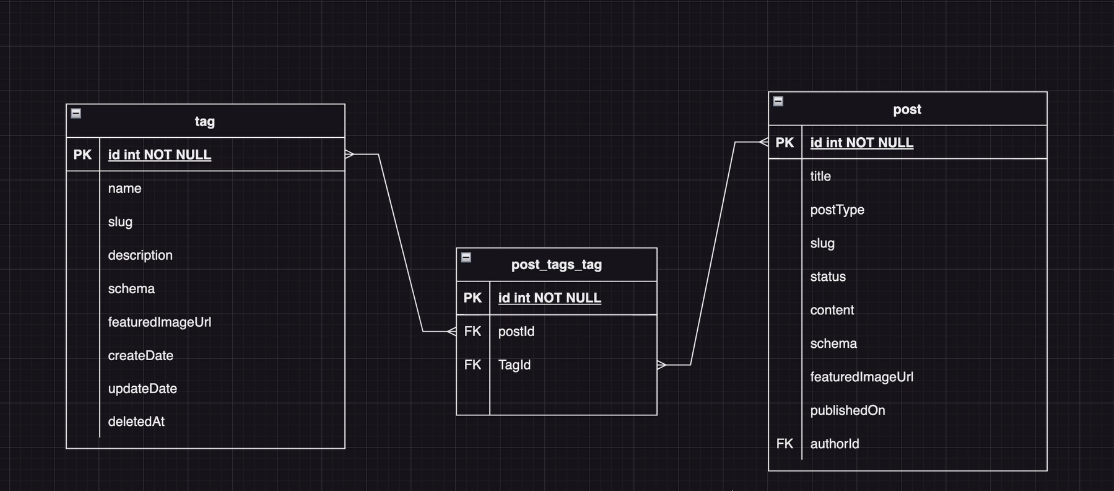 tag
PK id int NOT NULL
name
slug
description
schema
featuredImageUrl
createDate
updateDate
deletedAt
post_tags_tag
PK id int NOT NULL
FK postId
FK TagId
post
PK id int NOT NULL
title
postType
slug
status
content
schema
featuredImageUrl
publishedOn
FK authorId